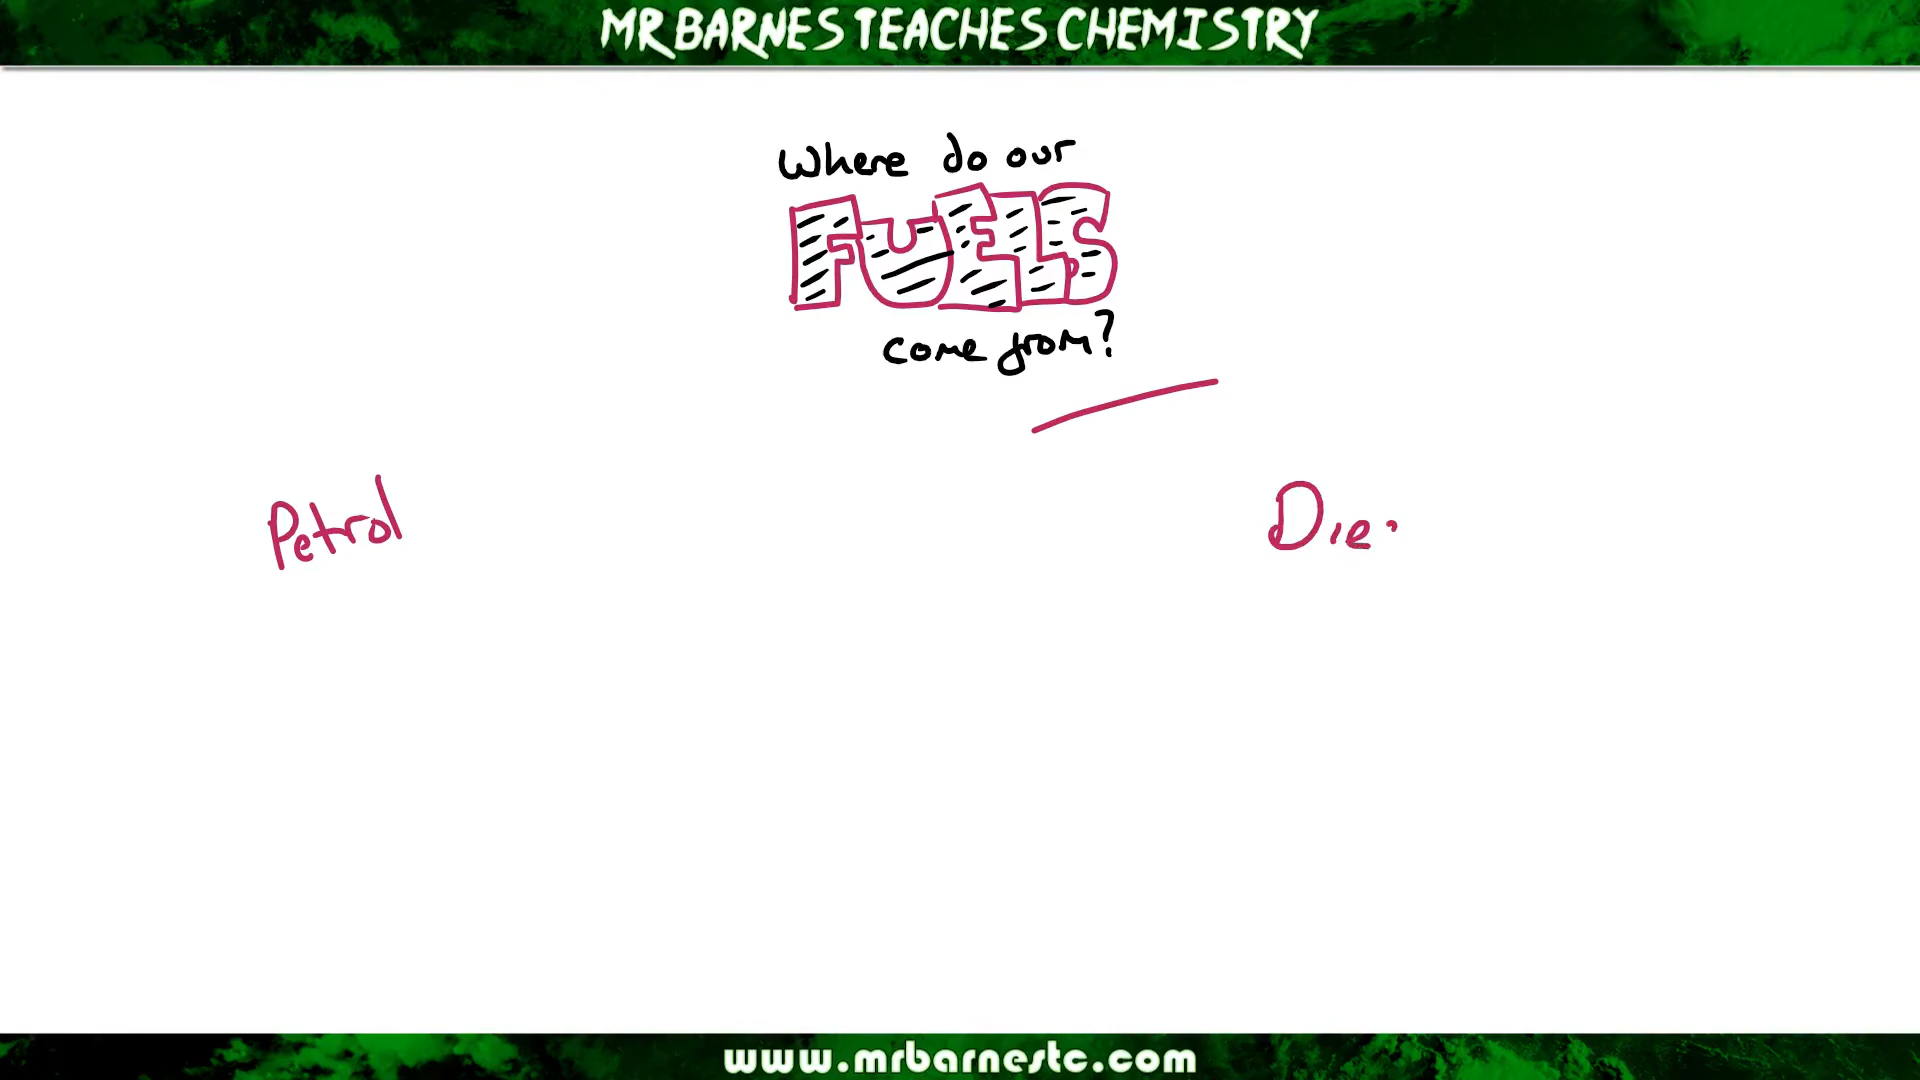 MR BARNES TEACHES CHEMISTRY
Where do our
FUELS
come from?
Petrol
Die
www.mrbarnestc.com